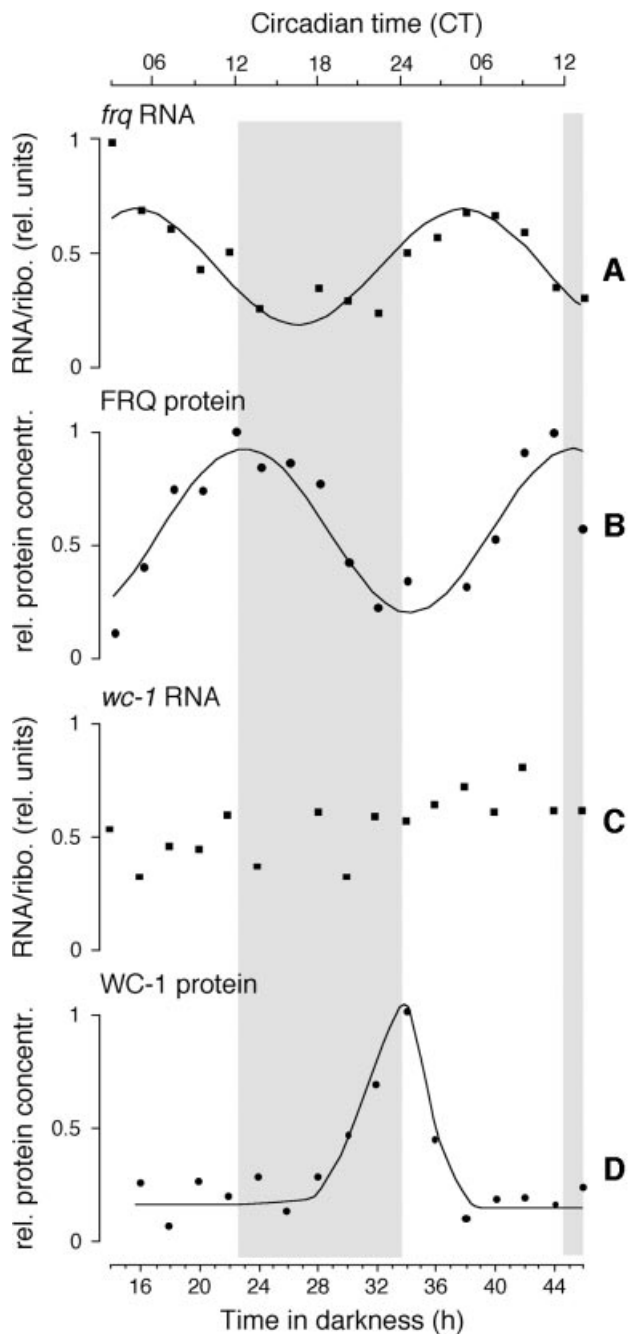 Circadian time (CT)
06 12 18 24 06 12
frq RNA
1
0.5
0
RNA/ribo. (rel. units)
A
FRQ protein
1
0.5
0
rel. protein concentr.
B
wc-1 RNA
1
0.5
0
RNA/ribo. (rel. units)
C
WC-1 protein
1
0.5
0
rel. protein concentr.
D
16 20 24 28 32 36 40 44
Time in darkness (h)